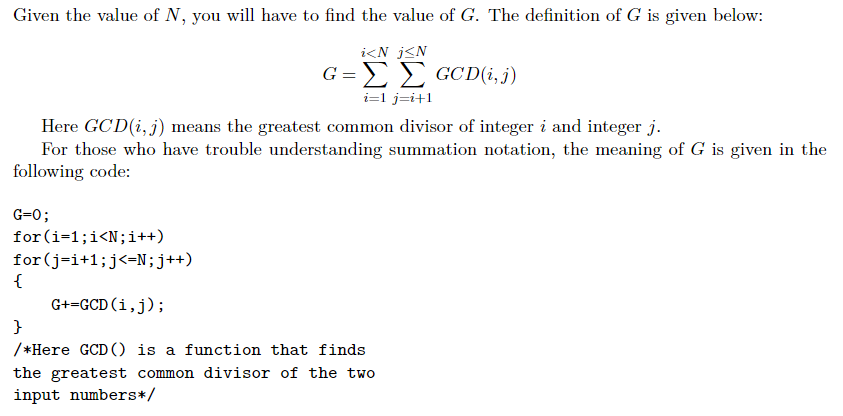 Given the value of N, you will have to find the value of G. The definition of G is given below:
i<N j≤N
G = ∑ ∑ GCD(i, j)
i=1 j=i+1
Here GCD(i, j) means the greatest common divisor of integer i and integer j.
For those who have trouble understanding summation notation, the meaning of G is given in the
following code:
G=0;
for(i=1;i<N;i++)
for(j=i+1;j<=N;j++)
{
G+=GCD(i,j);
}
/*Here GCD() is a function that finds
the greatest common divisor of the two
input numbers*/